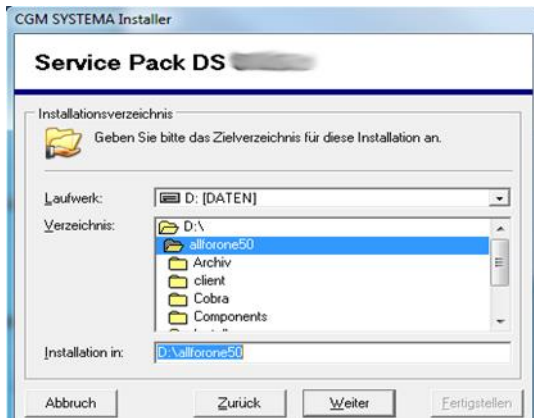 CGM SYSTEMA Installer
Service Pack DS
Installationsverzeichnis
Geben Sie bitte das Zielverzeichnis für diese Installation an.
Laufwerk: D: [DATEN]
Verzeichnis: D:\
allforone50
Archiv
client
Cobra
Components
Installation in: D:\allforone50
Abbruch Zurück Weiter Fertigstellen